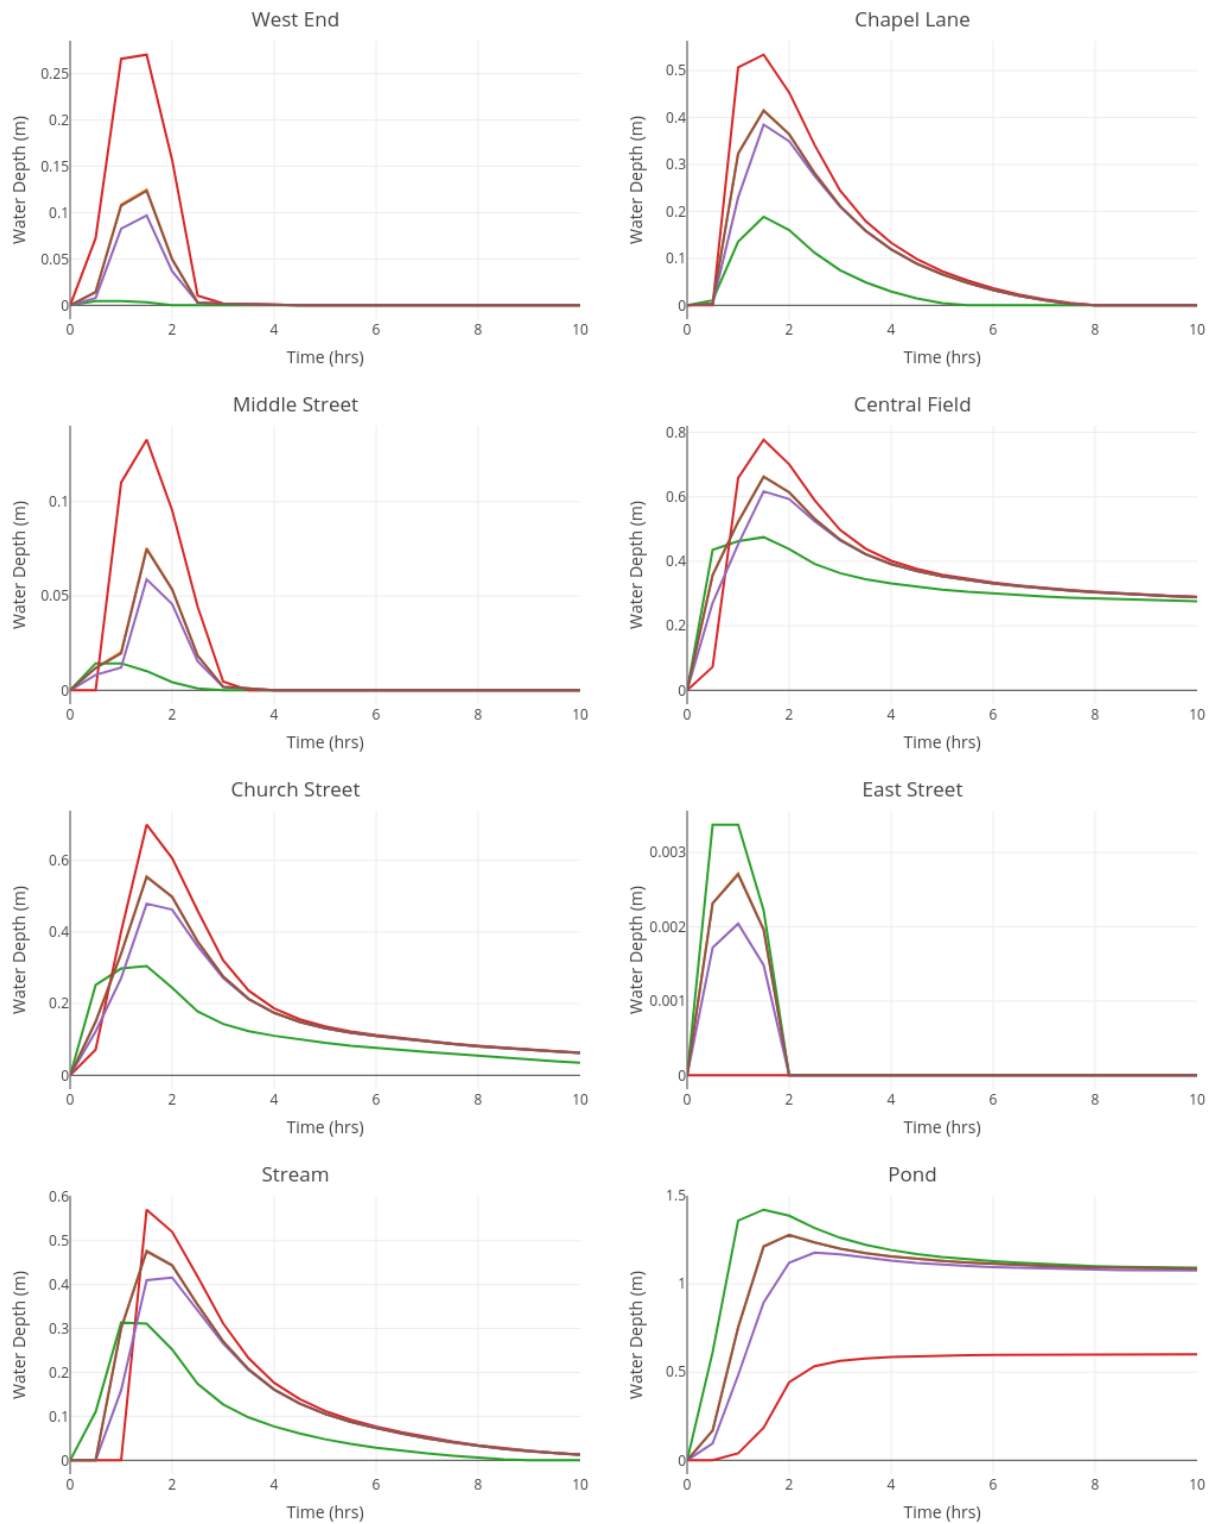 West End
Water Depth (m)
0.25
0.2
0.15
0.1
0.05
0
0 2 4 6 8 10
Time (hrs)
Chapel Lane
Water Depth (m)
0.5
0.4
0.3
0.2
0.1
0
0 2 4 6 8 10
Time (hrs)
Middle Street
Water Depth (m)
0.1
0.05
0
0 2 4 6 8 10
Time (hrs)
Central Field
Water Depth (m)
0.8
0.6
0.4
0.2
0
0 2 4 6 8 10
Time (hrs)
Church Street
Water Depth (m)
0.6
0.4
0.2
0
0 2 4 6 8 10
Time (hrs)
East Street
Water Depth (m)
0.003
0.002
0.001
0
0 2 4 6 8 10
Time (hrs)
Stream
Water Depth (m)
0.6
0.5
0.4
0.3
0.2
0.1
0
0 2 4 6 8 10
Time (hrs)
Pond
Water Depth (m)
1.5
1
0.5
0
0 2 4 6 8 10
Time (hrs)